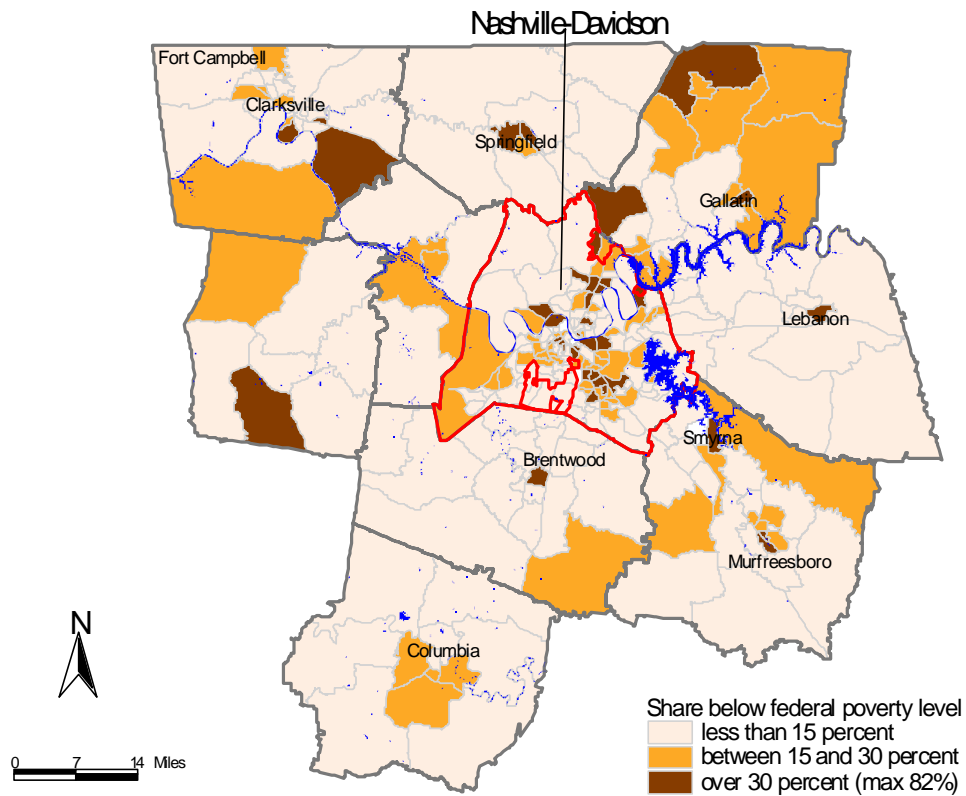 Nashville-Davidson
Fort Campbell
Clarksville
Springfield
Gallatin
Lebanon
Smyrna
Brentwood
Murfreesboro
Columbia
N
0 7 14 Miles
Share below federal poverty level
less than 15 percent
between 15 and 30 percent
over 30 percent (max 82%)